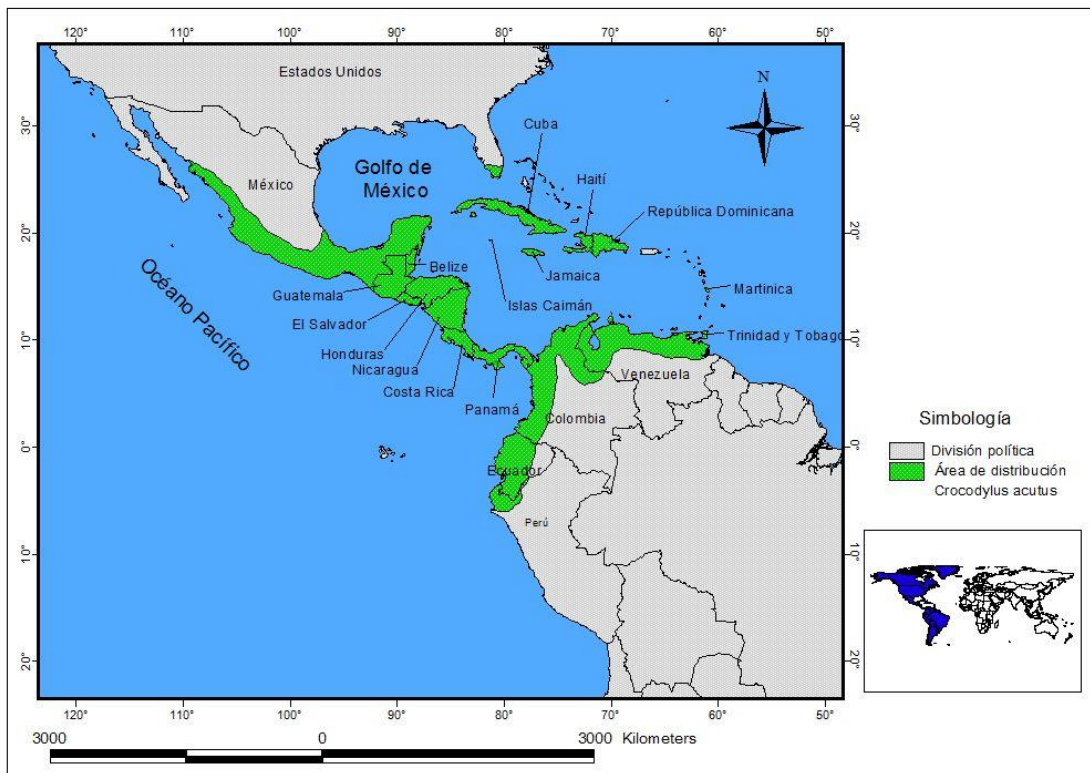 120°
110°
100°
90°
80°
70°
60°
50°
Estados Unidos
N
30°
30°
Cuba
Golfo de
México
México
Haití
República Dominicana
20°
20°
Belize
Jamaica
Martinica
Guatemala
Islas Caimán
El Salvador
Océano Pacífico
Trinidad y Tobago
10°
10°
Honduras
Nicaragua
Costa Rica
Venezuela
Panamá
Colombia
Simbología
0°
0°
División política
Ecuador
Área de distribución
Crocodylus acutus
Perú
10°
10°
20°
20°
120°
110°
100°
90°
80°
70°
60°
50°
3000
0
3000 Kilometers